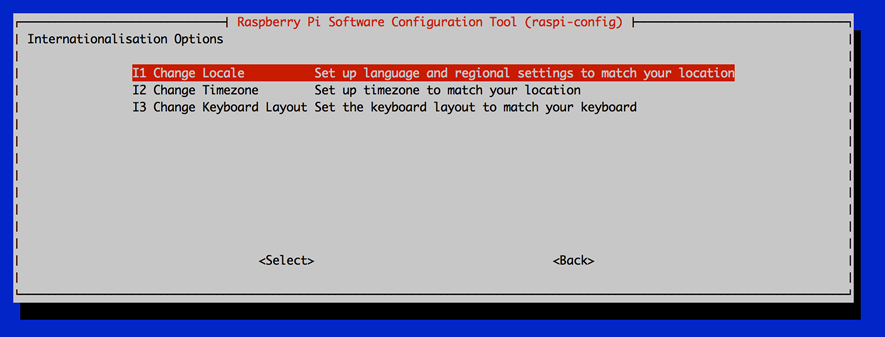 Raspberry Pi Software Configuration Tool (raspi-config)
Internationalisation Options
I1 Change Locale Set up language and regional settings to match your location
I2 Change Timezone Set up timezone to match your location
I3 Change Keyboard Layout Set the keyboard layout to match your keyboard
<Select> <Back>